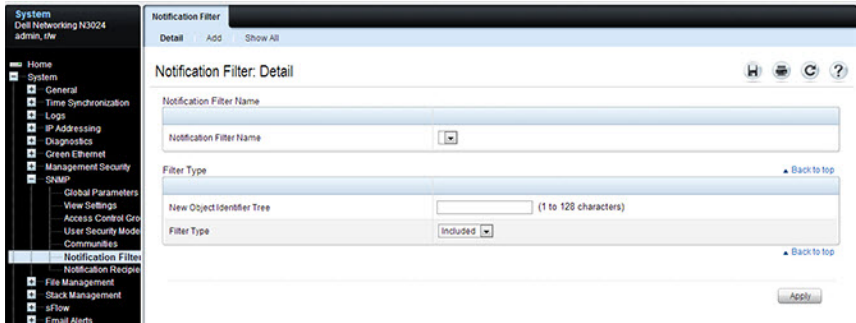 System
Dell Networking N3024
admin, r/w
Home
System
General
Time Synchronization
Logs
IP Addressing
Diagnostics
Green Ethernet
Management Security
SNMP
Global Parameters
View Settings
Access Control Gro
User Security Mode
Communities
Notification Filter
Notification Recipie
File Management
Stack Management
sFlow
Email Alerts
Notification Filter
Detail Add Show All
Notification Filter: Detail
Notification Filter Name
Notification Filter Name
Filter Type
Back to top
New Object Identifier Tree (1 to 128 characters)
Filter Type Included
Back to top
Apply